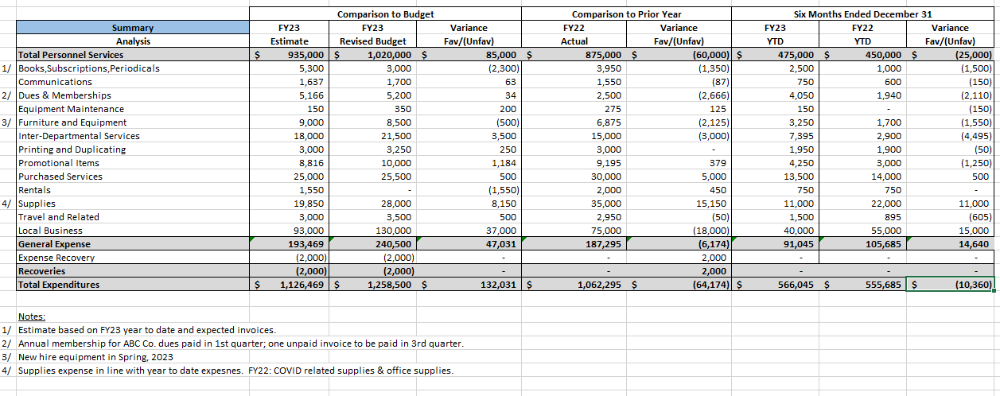 Comparison to Budget Comparison to Prior Year Six Months Ended December 31
Summary FY23 FY23 Variance FY22 Variance FY23 FY22 Variance
Analysis Estimate Revised Budget Fav/(Unfav) Actual Fav/(Unfav) YTD YTD Fav/(Unfav)
Total Personnel Services $ 935,000 $ 1,020,000 $ 85,000 $ 875,000 $ (60,000) $ 475,000 $ 450,000 $ (25,000)
1/ Books,Subscriptions,Periodicals 5,300 3,000 (2,300) 3,950 (1,350) 2,500 1,000 (1,500)
Communications 1,637 1,700 63 1,550 (87) 750 600 (150)
2/ Dues & Memberships 5,166 5,200 34 2,500 (2,666) 4,050 1,940 (2,110)
Equipment Maintenance 150 350 200 275 125 150 - (150)
3/ Furniture and Equipment 9,000 8,500 (500) 6,875 (2,125) 3,250 1,700 (1,550)
Inter-Departmental Services 18,000 21,500 3,500 15,000 (3,000) 7,395 2,900 (4,495)
Printing and Duplicating 3,000 3,250 250 3,000 - 1,950 1,900 (50)
Promotional Items 8,816 10,000 1,184 9,195 379 4,250 3,000 (1,250)
Purchased Services 25,000 25,500 500 30,000 5,000 13,500 14,000 500
Rentals 1,550 - (1,550) 2,000 450 750 750 -
4/ Supplies 19,850 28,000 8,150 35,000 15,150 11,000 22,000 11,000
Travel and Related 3,000 3,500 500 2,950 (50) 1,500 895 (605)
Local Business 93,000 130,000 37,000 75,000 (18,000) 40,000 55,000 15,000
General Expense 193,469 240,500 47,031 187,295 (6,174) 91,045 105,685 14,640
Expense Recovery (2,000) (2,000) - - 2,000 - - -
Recoveries (2,000) (2,000) - - 2,000 - - -
Total Expenditures $ 1,126,469 $ 1,258,500 $ 132,031 $ 1,062,295 $ (64,174) $ 566,045 $ 555,685 $ (10,360)
Notes:
1/ Estimate based on FY23 year to date and expected invoices.
2/ Annual membership for ABC Co. dues paid in 1st quarter; one unpaid invoice to be paid in 3rd quarter.
3/ New hire equipment in Spring, 2023
4/ Supplies expense in line with year to date expesnes. FY22: COVID related supplies & office supplies.